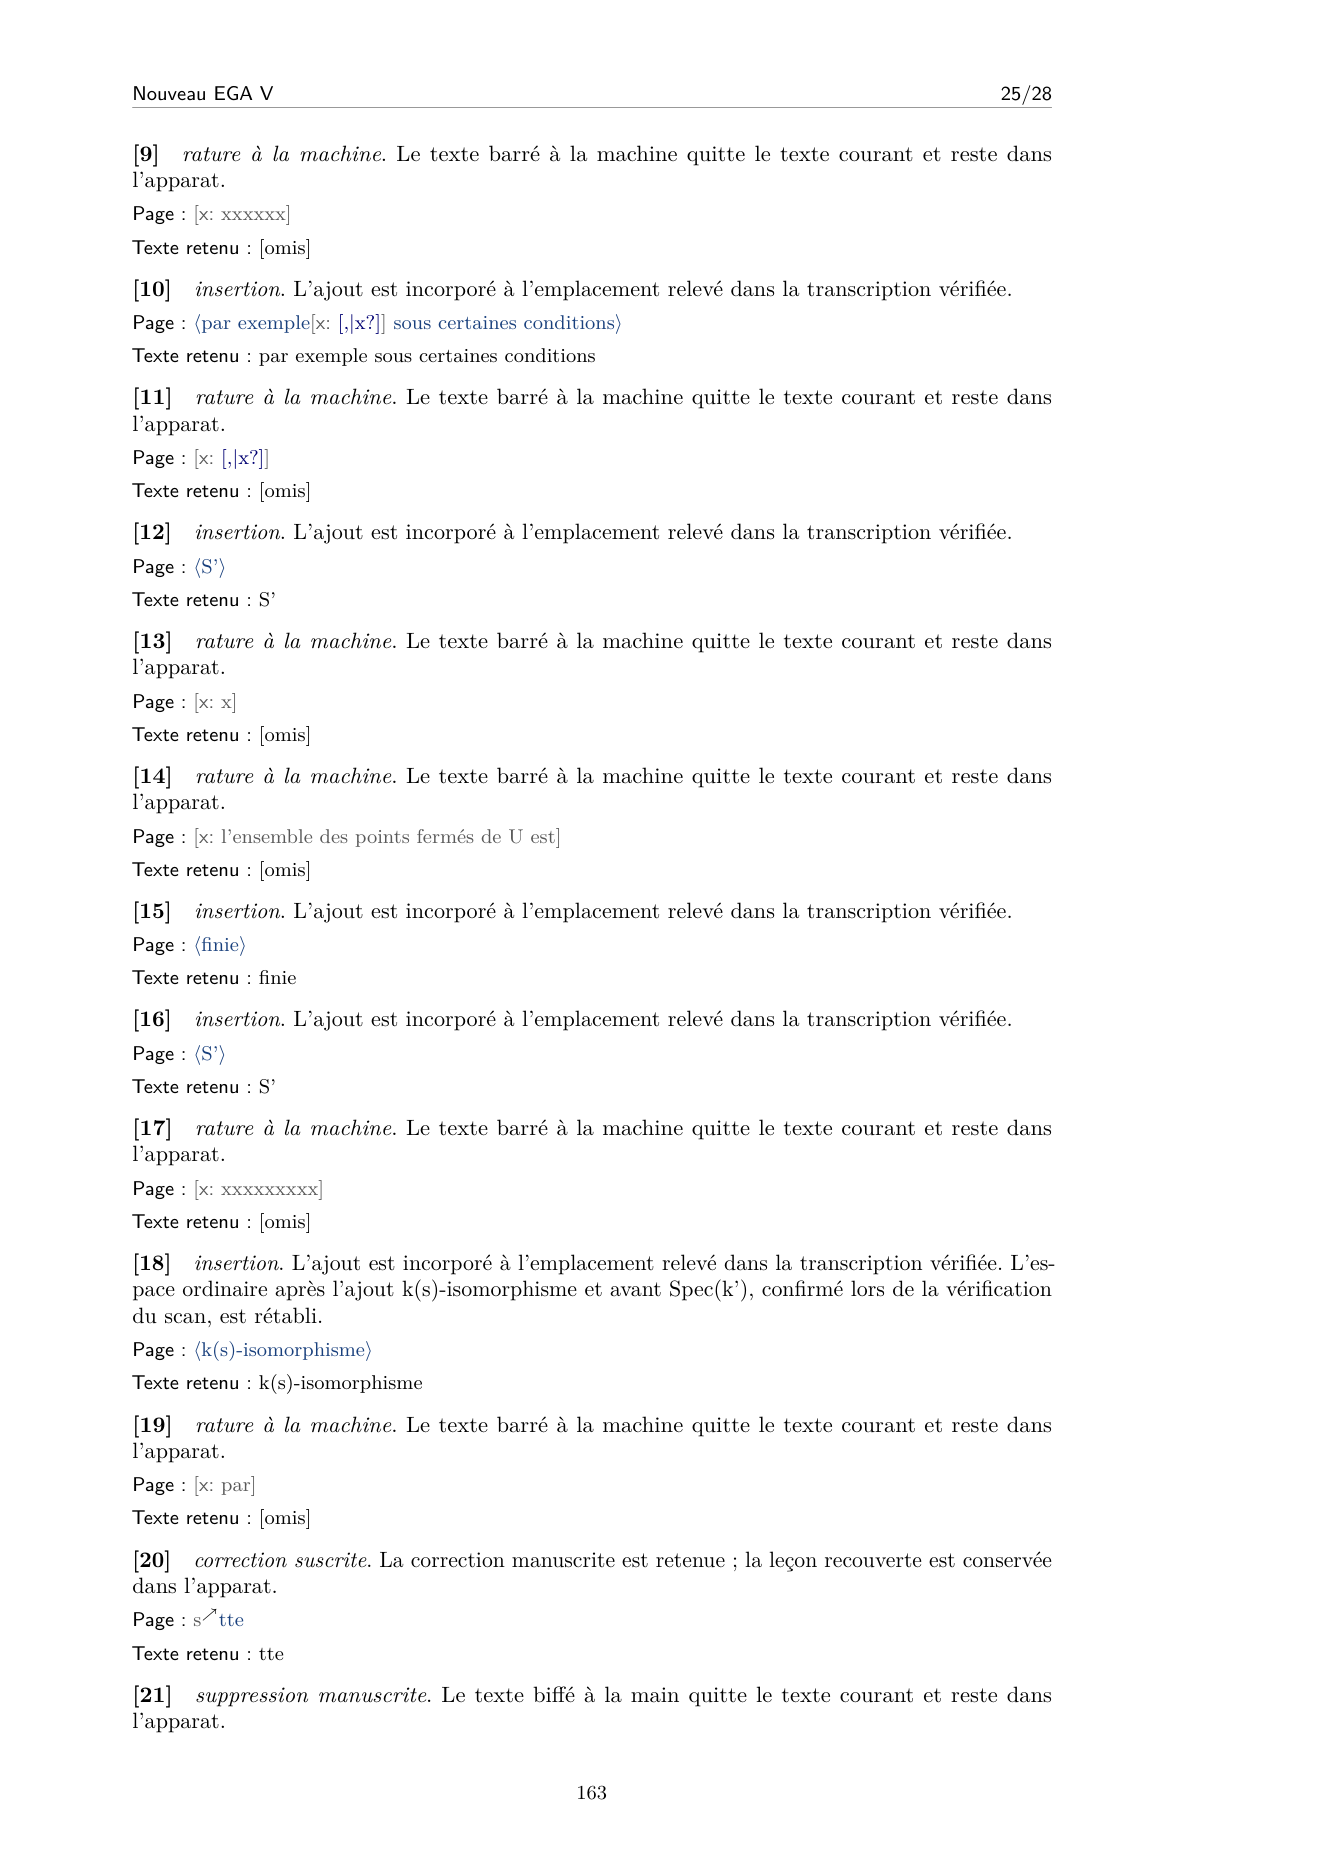 Nouveau EGA V 25/28
[9] rature à la machine. Le texte barré à la machine quitte le texte courant et reste dans
l'apparat.
Page : [x: xxxxxx]
Texte retenu : [omis]
[10] insertion. L'ajout est incorporé à l'emplacement relevé dans la transcription vérifiée.
Page : ⟨par exemple[x: [,|x?]] sous certaines conditions⟩
Texte retenu : par exemple sous certaines conditions
[11] rature à la machine. Le texte barré à la machine quitte le texte courant et reste dans
l'apparat.
Page : [x: [,|x?]]
Texte retenu : [omis]
[12] insertion. L'ajout est incorporé à l'emplacement relevé dans la transcription vérifiée.
Page : ⟨S'⟩
Texte retenu : S'
[13] rature à la machine. Le texte barré à la machine quitte le texte courant et reste dans
l'apparat.
Page : [x: x]
Texte retenu : [omis]
[14] rature à la machine. Le texte barré à la machine quitte le texte courant et reste dans
l'apparat.
Page : [x: l'ensemble des points fermés de U est]
Texte retenu : [omis]
[15] insertion. L'ajout est incorporé à l'emplacement relevé dans la transcription vérifiée.
Page : ⟨finie⟩
Texte retenu : finie
[16] insertion. L'ajout est incorporé à l'emplacement relevé dans la transcription vérifiée.
Page : ⟨S'⟩
Texte retenu : S'
[17] rature à la machine. Le texte barré à la machine quitte le texte courant et reste dans
l'apparat.
Page : [x: xxxxxxxxx]
Texte retenu : [omis]
[18] insertion. L'ajout est incorporé à l'emplacement relevé dans la transcription vérifiée. L'es-
pace ordinaire après l'ajout k(s)-isomorphisme et avant Spec(k'), confirmé lors de la vérification
du scan, est rétabli.
Page : ⟨k(s)-isomorphisme⟩
Texte retenu : k(s)-isomorphisme
[19] rature à la machine. Le texte barré à la machine quitte le texte courant et reste dans
l'apparat.
Page : [x: par]
Texte retenu : [omis]
[20] correction suscrite. La correction manuscrite est retenue ; la leçon recouverte est conservée
dans l'apparat.
Page : s↗tte
Texte retenu : tte
[21] suppression manuscrite. Le texte biffé à la main quitte le texte courant et reste dans
l'apparat.
163